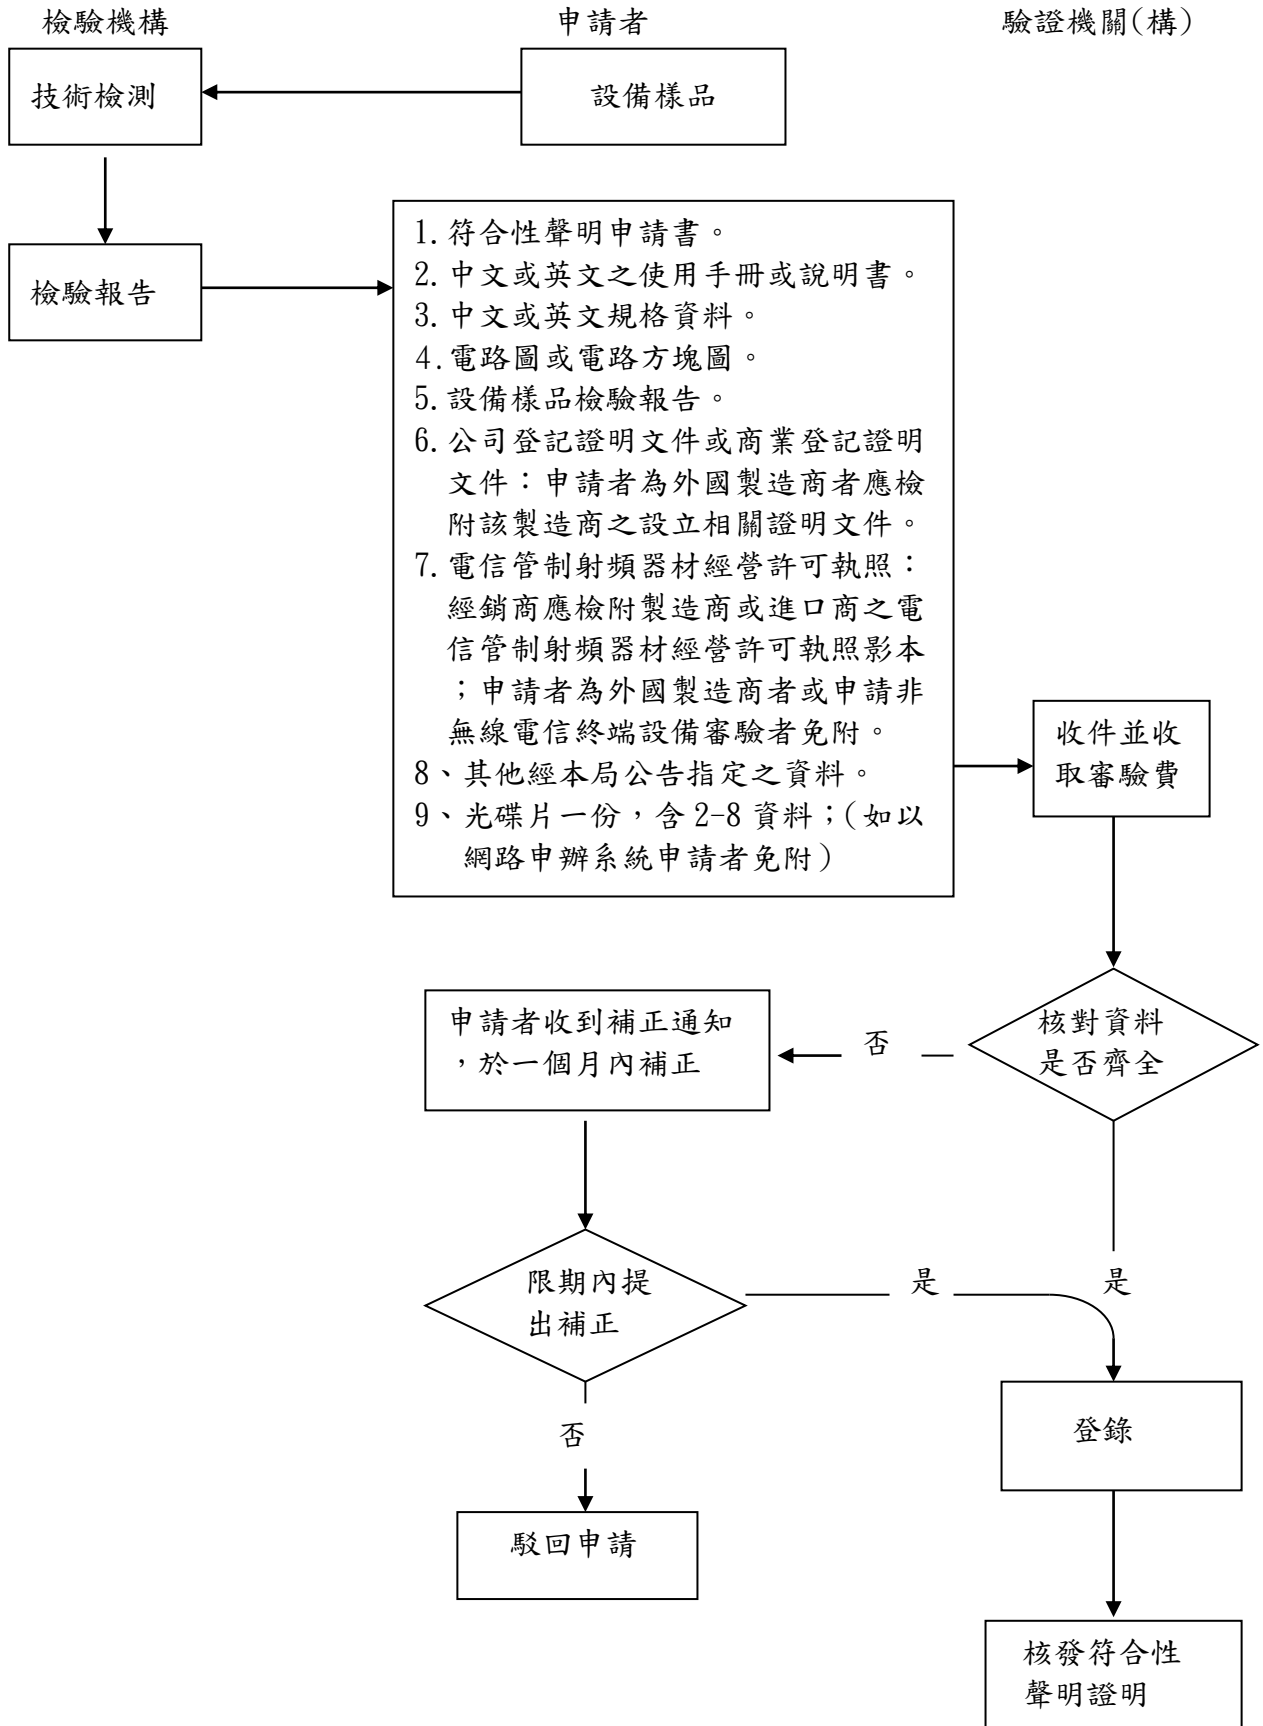 檢驗機構
申請者
驗證機關(構)
技術檢測
設備樣品
檢驗報告
1.符合性聲明申請書。
2.中文或英文之使用手冊或說明書。
3.中文或英文規格資料。
4.電路圖或電路方塊圖。
5.設備樣品檢驗報告。
6.公司登記證明文件或商業登記證明
文件：申請者為外國製造商者應檢
附該製造商之設立相關證明文件。
7.電信管制射頻器材經營許可執照：
經銷商應檢附製造商或進口商之電
信管制射頻器材經營許可執照影本
；申請者為外國製造商者或申請非
無線電信終端設備審驗者免附。
8、其他經本局公告指定之資料。
9、光碟片一份，含 2-8 資料；(如以
網路申辦系統申請者免附)
收件並收
取審驗費
申請者收到補正通知
，於一個月內補正
否
核對資料
是否齊全
限期內提
出補正
是
是
否
登錄
駁回申請
核發符合性
聲明證明